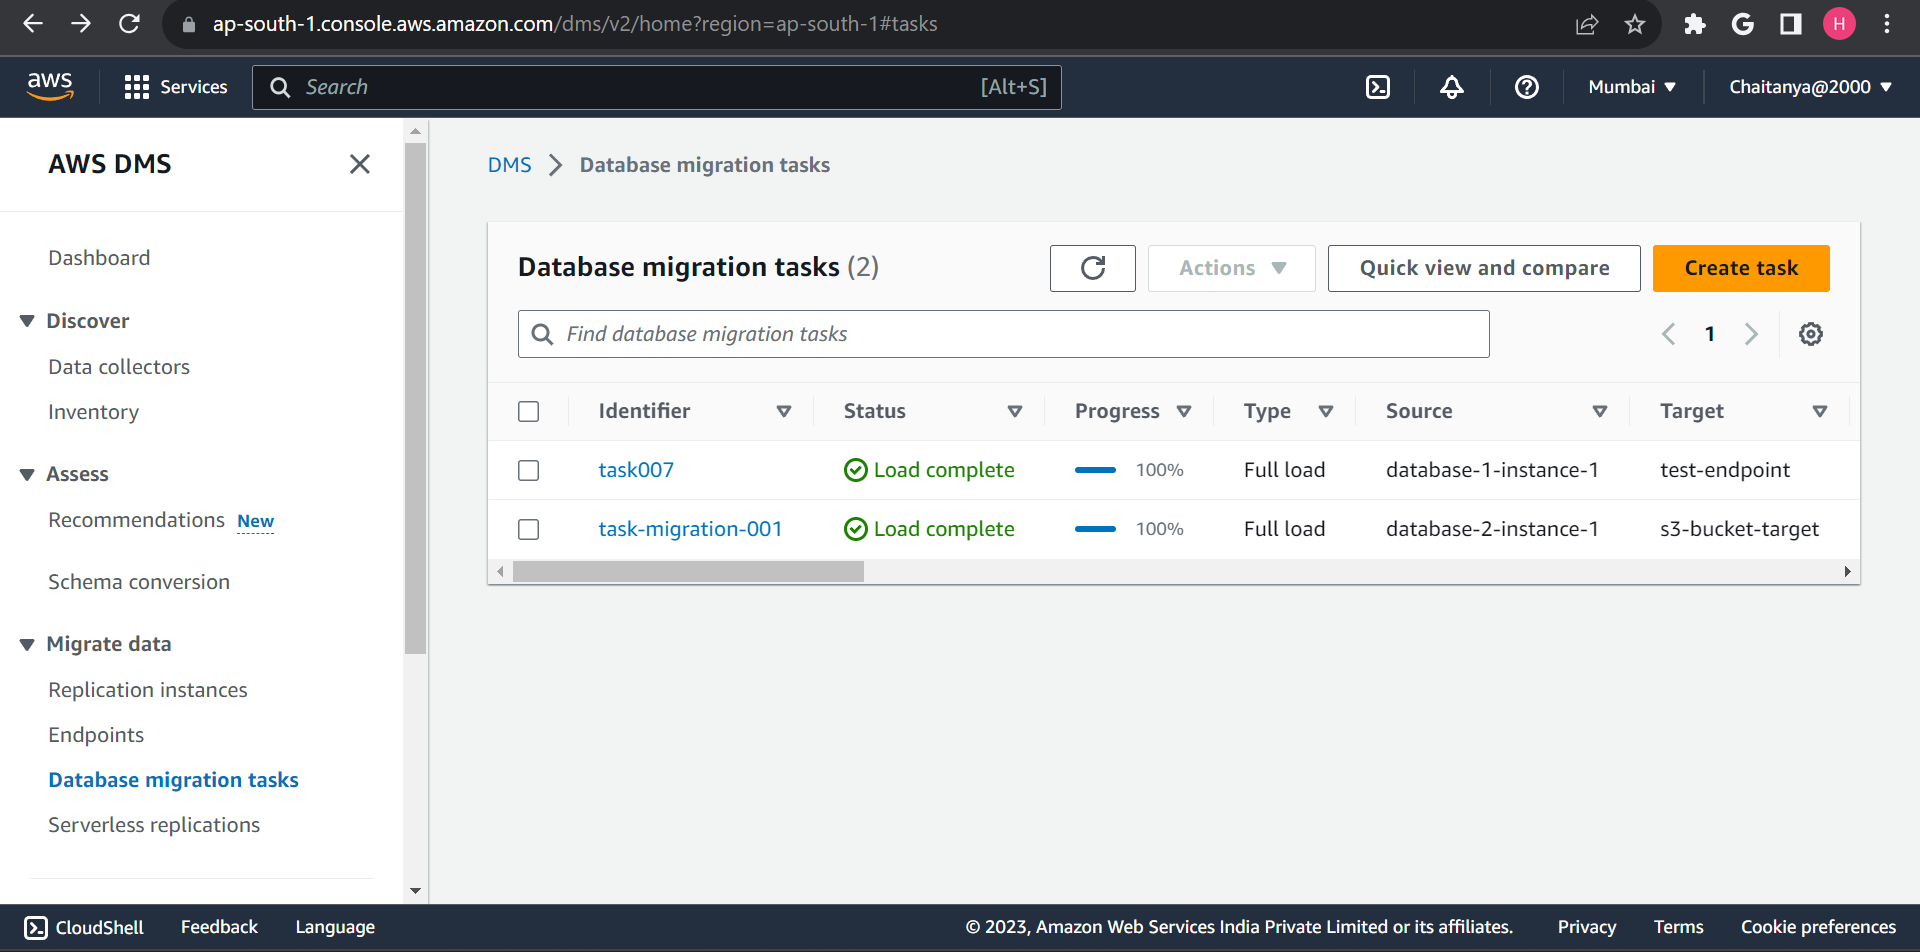 ap-south-1.console.aws.amazon.com/dms/v2/home?region=ap-south-1#tasks
H
aws
Services
Search
[Alt+S]
Mumbai
Chaitanya@2000
AWS DMS
Dashboard
Discover
Data collectors
Inventory
Assess
Recommendations New
Schema conversion
Migrate data
Replication instances
Endpoints
Database migration tasks
Serverless replications
DMS Database migration tasks
Database migration tasks (2)
Actions
Quick view and compare
Create task
Find database migration tasks
1
Identifier Status Progress Type Source Target
task007 Load complete 100% Full load database-1-instance-1 test-endpoint
task-migration-001 Load complete 100% Full load database-2-instance-1 s3-bucket-target
CloudShell Feedback Language © 2023, Amazon Web Services India Private Limited or its affiliates. Privacy Terms Cookie preferences